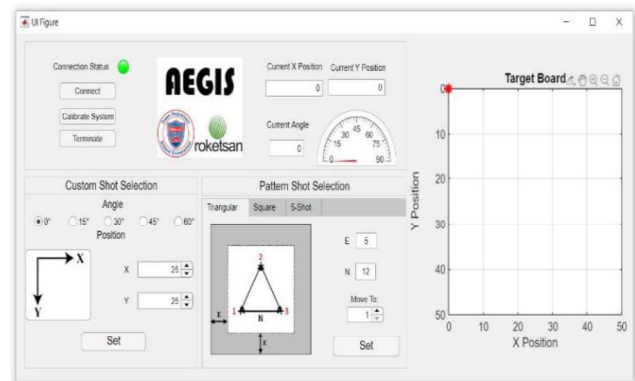 UI Figure
Connection Status
Connect
Calibrate System
Terminate
AEGIS
roketsan
Current X Position
0
Current Y Position
0
Current Angle
0
0 15 30 45 60 75 90
Custom Shot Selection
Angle
0° 15° 30° 45° 60°
Position
X
Y
X 25
Y 25
Set
Pattern Shot Selection
Triangular Square 5-Shot
2
1 3
N
E
E
E 5
N 12
Move To:
1
Set
Target Board
Y Position
0
10
20
30
40
50
0 10 20 30 40 50
X Position